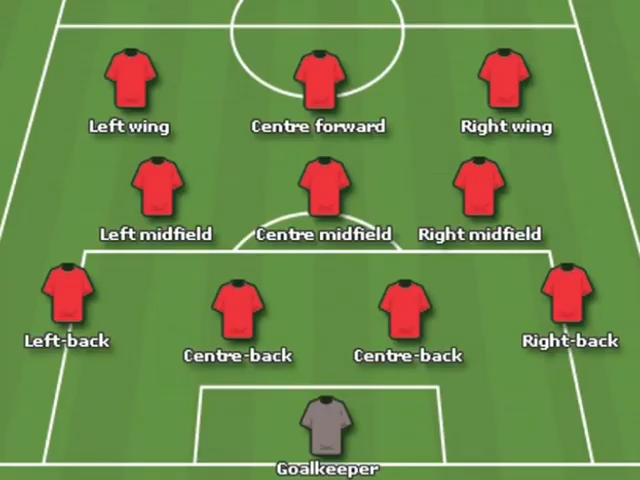 Left wing
Centre forward
Right wing
Left midfield
Centre midfield
Right midfield
Left-back
Centre-back
Centre-back
Right-back
Goalkeeper